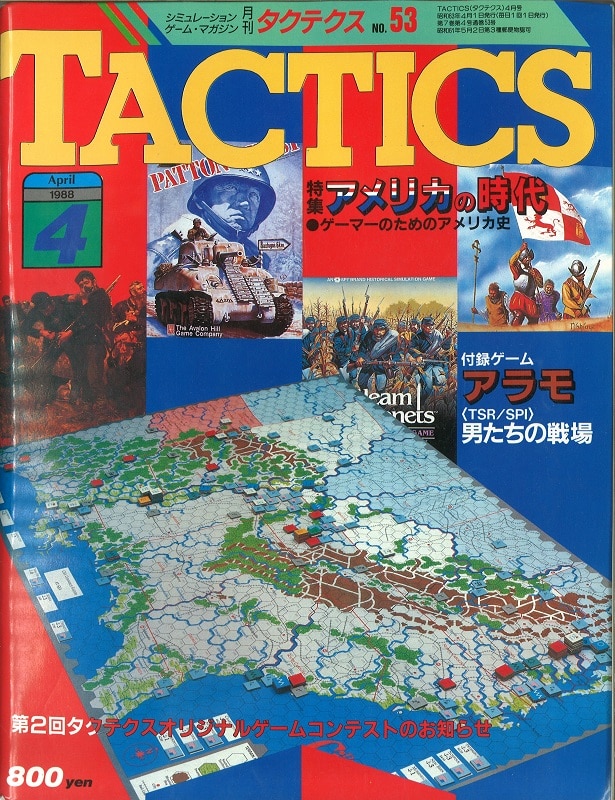 シミュレーション
ゲーム・マガジン
月刊
タクテクス NO.53
TACTICS(タクテクス)4月号
昭和63年4月1日発行(毎日1回1日発行)
第7巻第4号通巻53号
昭和61年5月2日第3種郵便物認可
TACTICS
April
1988
4
PATTON'S
The Avalon Hill
Game Company
特集 アメリカの時代
●ゲーマーのためのアメリカ史
AN SPI BRAND HISTORICAL SIMULATION GAME
GAME
付録ゲーム
アラモ
〈TSR/SPI〉
男たちの戦場
第2回タクテクスオリジナルゲームコンテストのお知らせ
800 yen